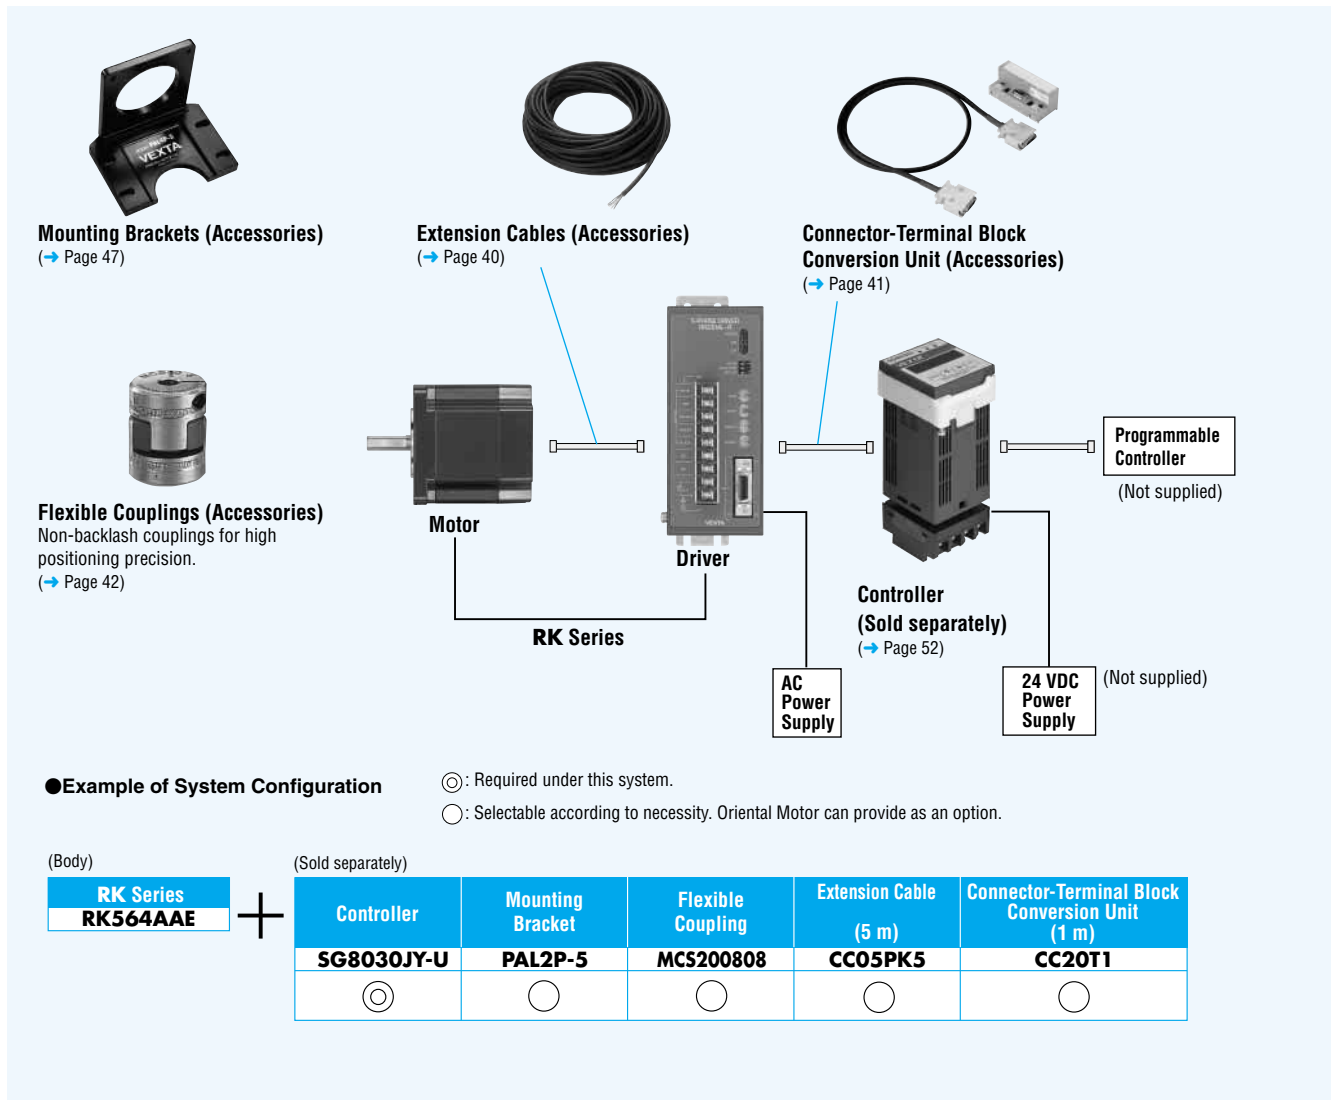 VEXTA
Mounting Brackets (Accessories)
(➜ Page 47)
Extension Cables (Accessories)
(➜ Page 40)
Connector-Terminal Block
Conversion Unit (Accessories)
(➜ Page 41)
Flexible Couplings (Accessories)
Non-backlash couplings for high
positioning precision.
(➜ Page 42)
Motor
VEXTA
Driver
RK Series
Controller
(Sold separately)
(➜ Page 52)
Programmable
Controller
(Not supplied)
AC
Power
Supply
24 VDC
Power
Supply
(Not supplied)
●Example of System Configuration
◎: Required under this system.
○: Selectable according to necessity. Oriental Motor can provide as an option.
(Body)
RK Series
RK564AAE
+
(Sold separately)
Controller
Mounting
Bracket
Flexible
Coupling
Extension Cable
(5 m)
Connector-Terminal Block
Conversion Unit
(1 m)
SG8030JY-U PAL2P-5 MCS200808 CC05PK5 CC20T1
◎ ○ ○ ○ ○